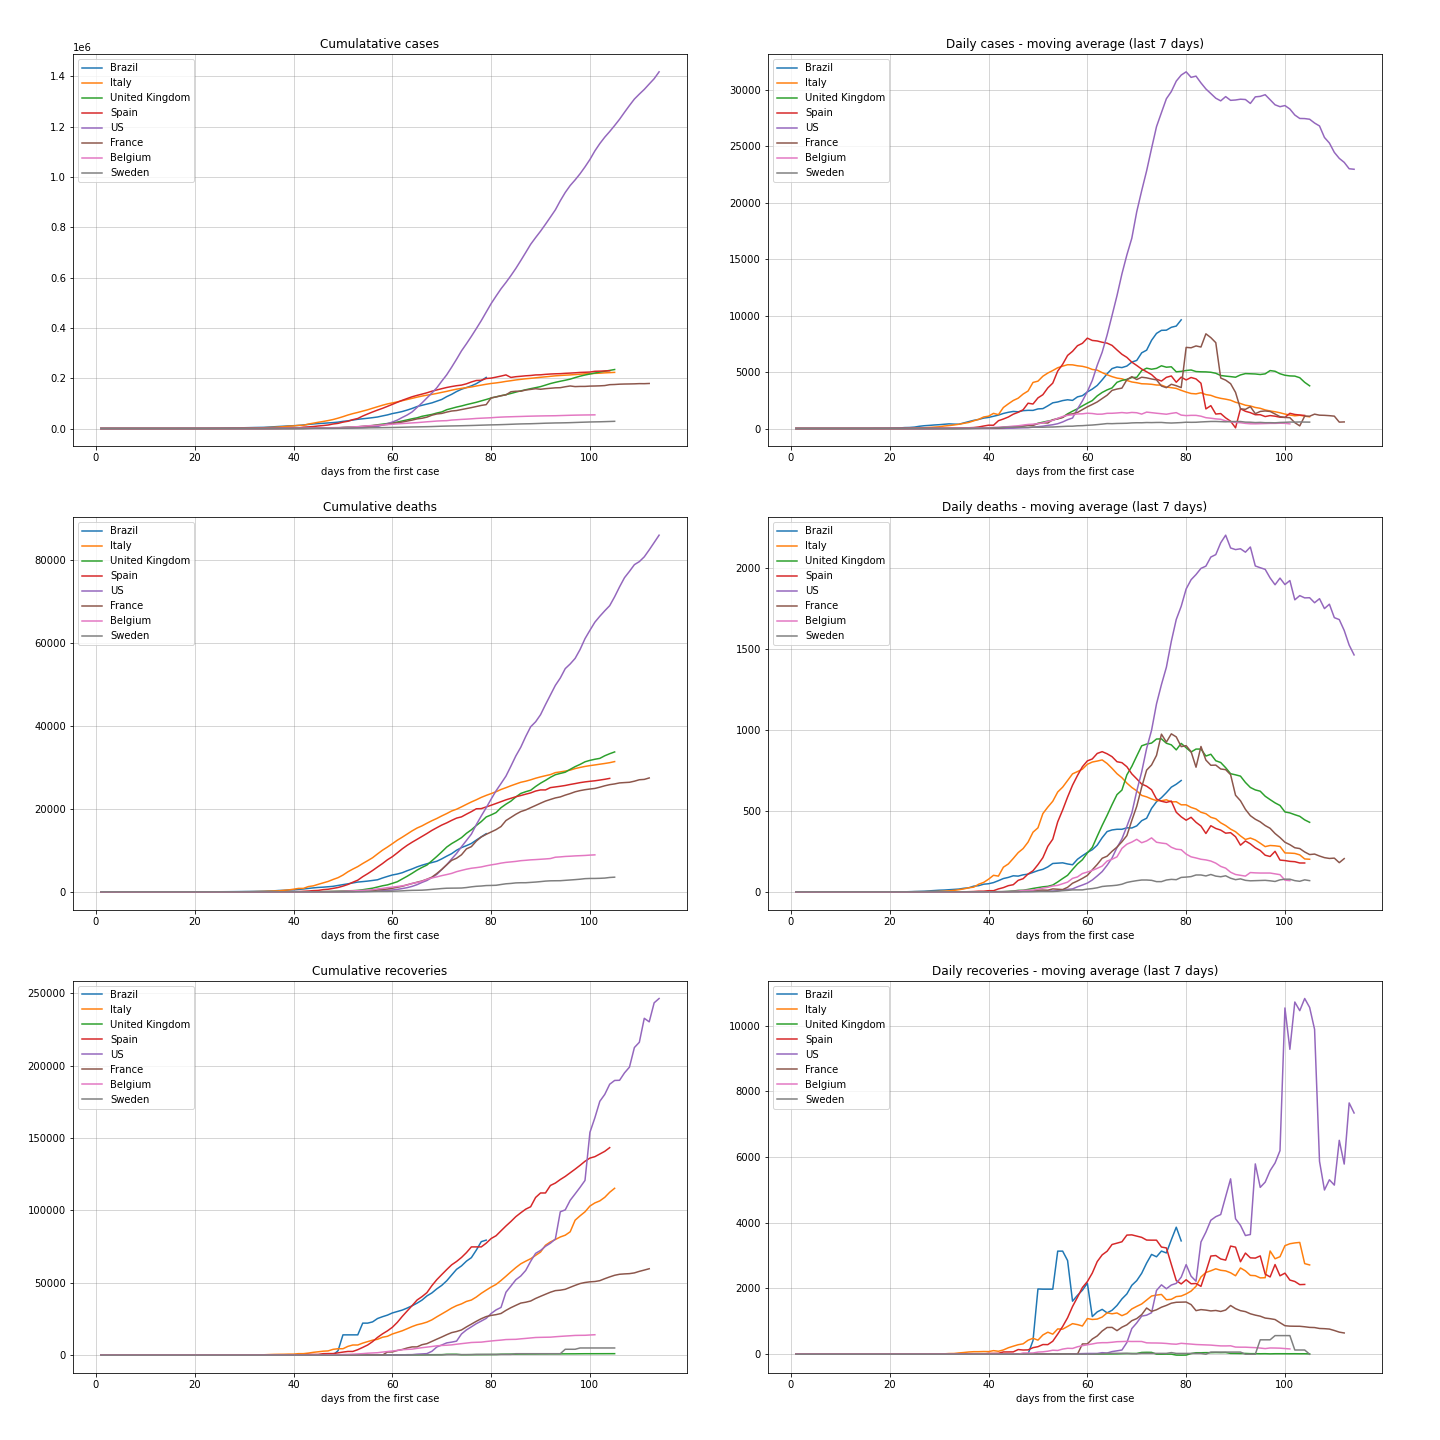 Cumulatative cases
1e6
1.4
1.2
1.0
0.8
0.6
0.4
0.2
0.0
Brazil
Italy
United Kingdom
Spain
US
France
Belgium
Sweden
0 20 40 60 80 100
days from the first case
Daily cases - moving average (last 7 days)
30000
25000
20000
15000
10000
5000
0
Brazil
Italy
United Kingdom
Spain
US
France
Belgium
Sweden
0 20 40 60 80 100
days from the first case
Cumulative deaths
80000
60000
40000
20000
0
Brazil
Italy
United Kingdom
Spain
US
France
Belgium
Sweden
0 20 40 60 80 100
days from the first case
Daily deaths - moving average (last 7 days)
2000
1500
1000
500
0
Brazil
Italy
United Kingdom
Spain
US
France
Belgium
Sweden
0 20 40 60 80 100
days from the first case
Cumulative recoveries
250000
200000
150000
100000
50000
0
Brazil
Italy
United Kingdom
Spain
US
France
Belgium
Sweden
0 20 40 60 80 100
days from the first case
Daily recoveries - moving average (last 7 days)
10000
8000
6000
4000
2000
0
Brazil
Italy
United Kingdom
Spain
US
France
Belgium
Sweden
0 20 40 60 80 100
days from the first case